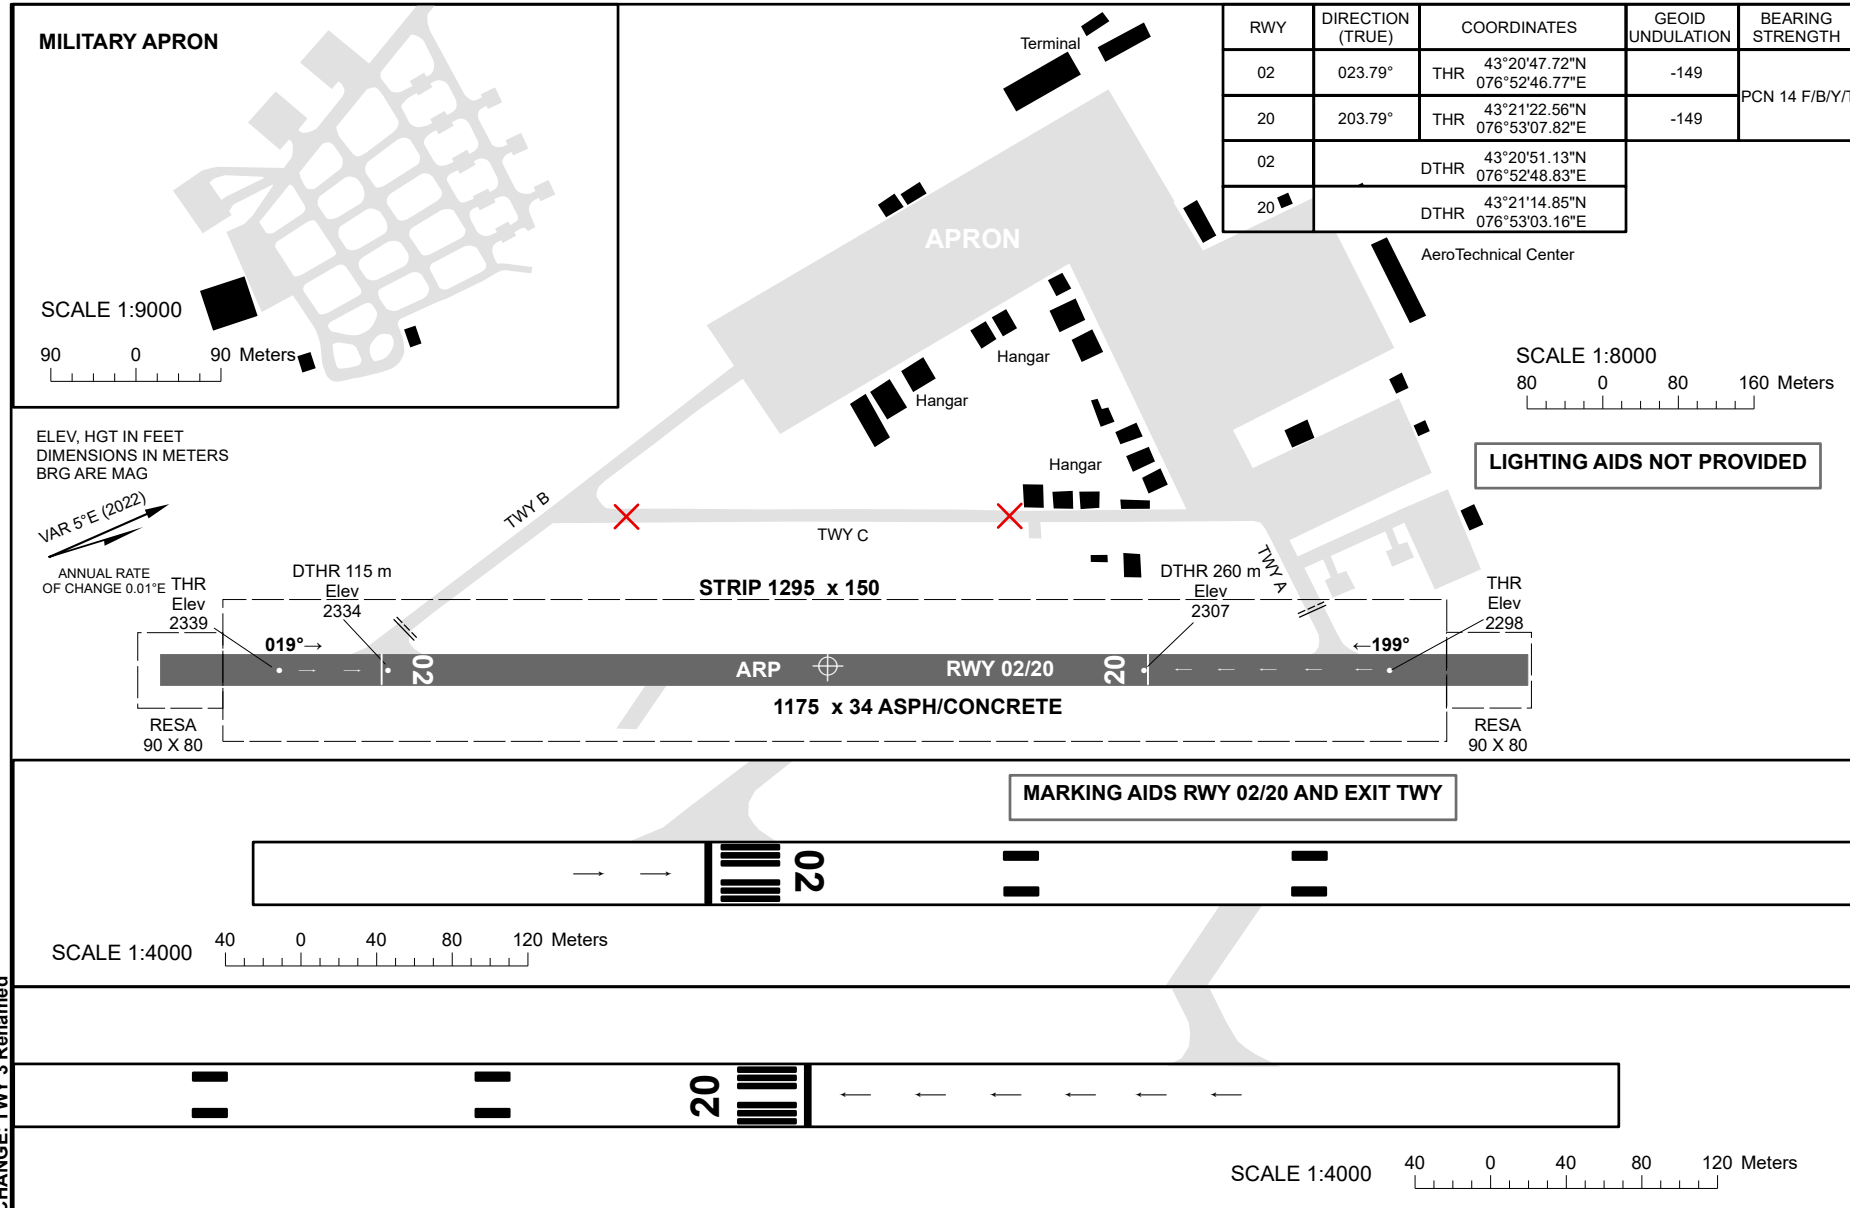 MILITARY APRON
SCALE 1:9000
90 0 90 Meters
Terminal
APRON
Hangar
Hangar
Hangar
AeroTechnical Center
RWY DIRECTION (TRUE) COORDINATES GEOID UNDULATION BEARING STRENGTH
02 023.79° THR 43°20'47.72"N 076°52'46.77"E -149 PCN 14 F/B/Y/T
20 203.79° THR 43°21'22.56"N 076°53'07.82"E -149
02 DTHR 43°20'51.13"N 076°52'48.83"E
20 DTHR 43°21'14.85"N 076°53'03.16"E
SCALE 1:8000
80 0 80 160 Meters
LIGHTING AIDS NOT PROVIDED
ELEV, HGT IN FEET
DIMENSIONS IN METERS
BRG ARE MAG
VAR 5°E (2022)
ANNUAL RATE
OF CHANGE 0.01°E
TWY B
TWY C
TWY A
THR
Elev
2339
DTHR 115 m
Elev
2334
STRIP 1295 x 150
DTHR 260 m
Elev
2307
THR
Elev
2298
019°→
←199°
02
ARP
RWY 02/20
20
1175 x 34 ASPH/CONCRETE
RESA
90 X 80
RESA
90 X 80
MARKING AIDS RWY 02/20 AND EXIT TWY
02
SCALE 1:4000
40 0 40 80 120 Meters
20
SCALE 1:4000
40 0 40 80 120 Meters
CHANGE: TWY 3 Renamed